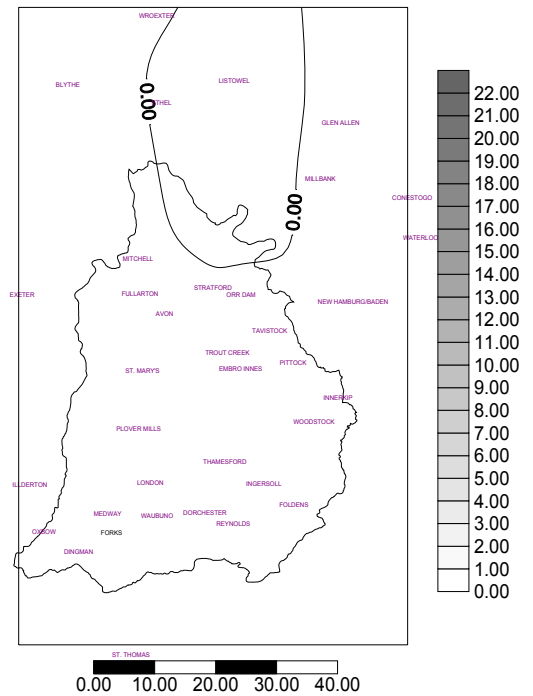 WROEXTER
BLYTHE
LISTOWEL
0.00
THEL
GLEN ALLEN
MILLBANK
CONESTOGO
0.00
WATERLOO
MITCHELL
EXETER
FULLARTON
STRATFORD
ORR DAM
NEW HAMBURG/BADEN
AVON
TAVISTOCK
TROUT CREEK
PITTOCK
ST. MARY'S
EMBRO INNES
INNERKIP
WOODSTOCK
PLOVER MILLS
THAMESFORD
ILDERTON
LONDON
INGERSOLL
FOLDENS
MEDWAY
WAUBUNO
DORCHESTER
REYNOLDS
OXBOW
FORKS
DINGMAN
ST. THOMAS
0.00 10.00 20.00 30.00 40.00
22.00
21.00
20.00
19.00
18.00
17.00
16.00
15.00
14.00
13.00
12.00
11.00
10.00
9.00
8.00
7.00
6.00
5.00
4.00
3.00
2.00
1.00
0.00